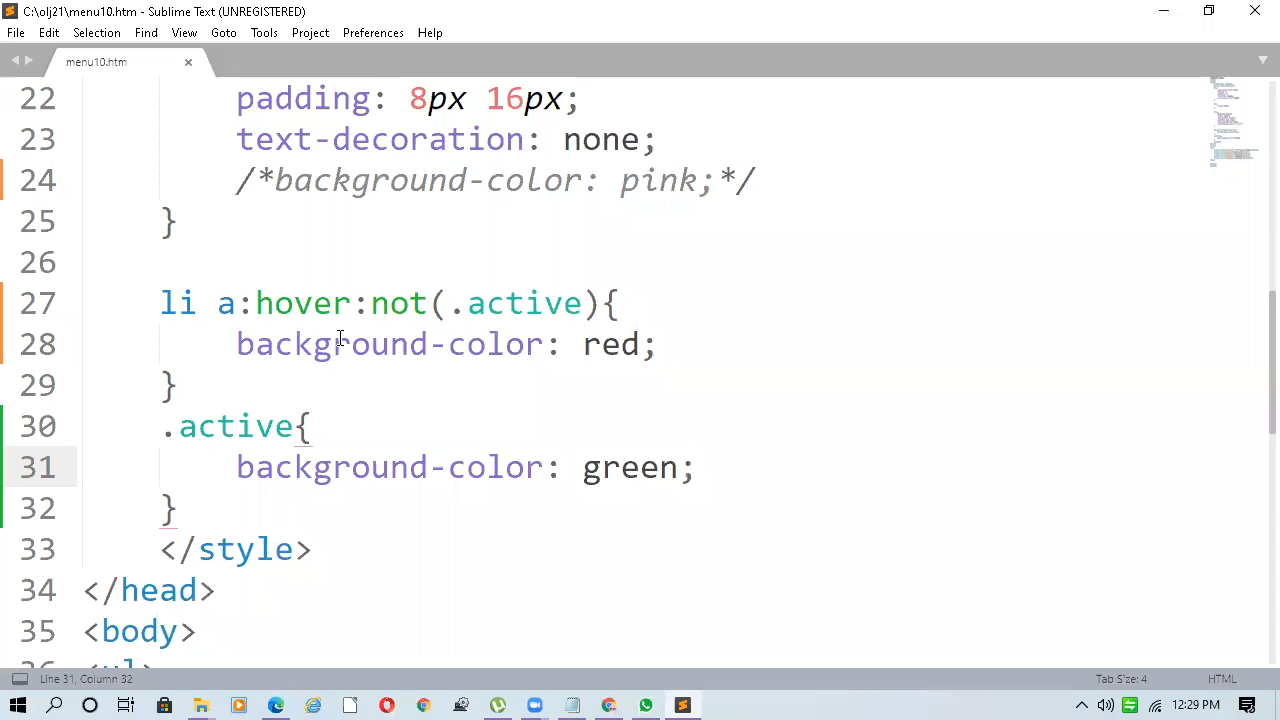 C:\olj21\menu10.htm - Sublime Text (UNREGISTERED)
File Edit Selection Find View Goto Tools Project Preferences Help
menu10.htm
22 padding: 8px 16px;
23 text-decoration: none;
24 /*background-color: pink;*/
25 }
26
27 li a:hover:not(.active){
28 background-color: red;
29 }
30 .active{
31 background-color: green;
32 }
33 </style>
34 </head>
35 <body>
36 <ul>
Line 31, Column 32 Tab Size: 4 HTML
12:29 PM